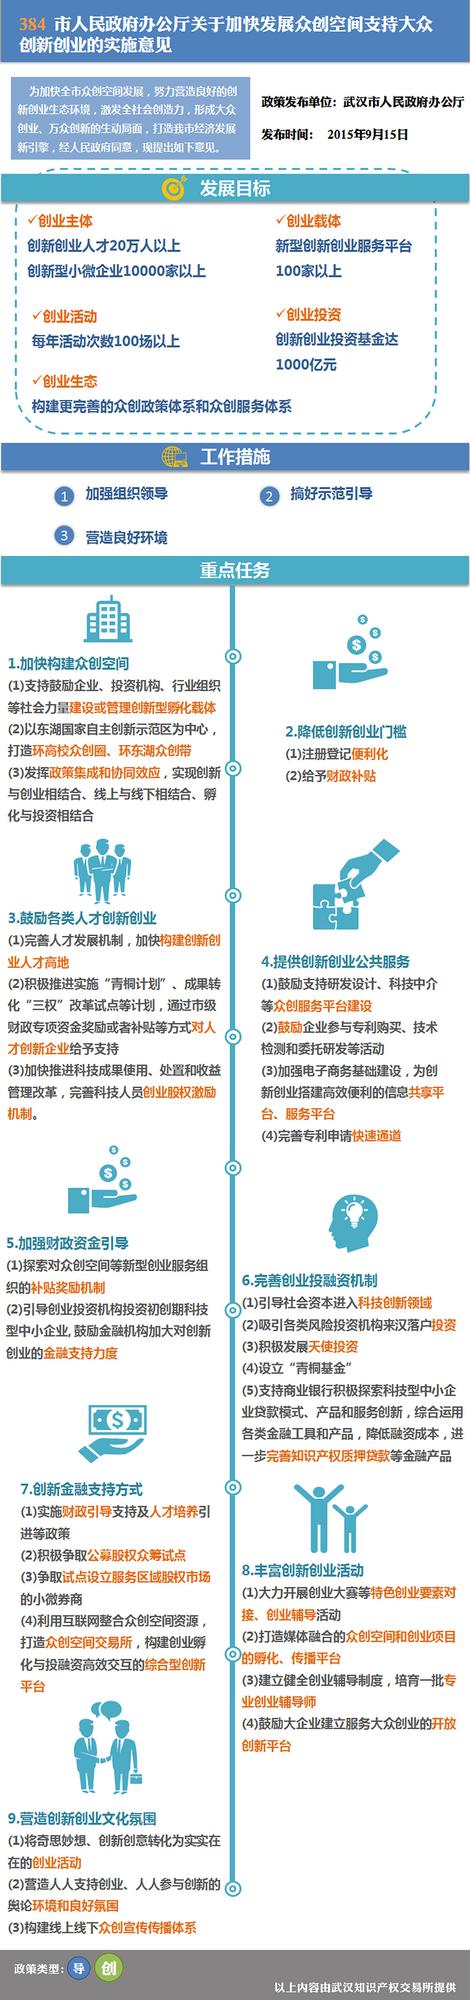 384 市人民政府办公厅关于加快发展众创空间支持大众
创新创业的实施意见
为加快全市众创空间发展，努力营造良好的创
新创业生态环境，激发全社会创造力，形成大众
创业、万众创新的生动局面，打造我市经济发展
新引擎，经人民政府同意，现提出如下意见。
政策发布单位：武汉市人民政府办公厅
发布时间： 2015年9月15日
发展目标
✓创业主体
创新创业人才20万人以上
创新型小微企业10000家以上
✓创业载体
新型创新创业服务平台
100家以上
✓创业活动
每年活动次数100场以上
✓创业投资
创新创业投资基金达
1000亿元
✓创业生态
构建更完善的众创政策体系和众创服务体系
工作措施
1 加强组织领导
2 搞好示范引导
3 营造良好环境
重点任务
1.加快构建众创空间
(1)支持鼓励企业、投资机构、行业组织
等社会力量建设或管理创新型孵化载体
(2)以东湖国家自主创新示范区为中心，
打造环高校众创圈、环东湖众创带
(3)发挥政策集成和协同效应，实现创新
与创业相结合、线上与线下相结合、孵
化与投资相结合
2.降低创新创业门槛
(1)注册登记便利化
(2)给予财政补贴
3.鼓励各类人才创新创业
(1)完善人才发展机制，加快构建创新创
业人才高地
(2)积极推进实施“青桐计划”、成果转
化“三权”改革试点等计划，通过市级
财政专项资金奖励或者补贴等方式对人
才创新企业给予支持
(3)加快推进科技成果使用、处置和收益
管理改革，完善科技人员创业股权激励
机制。
4.提供创新创业公共服务
(1)鼓励支持研发设计、科技中介
等众创服务平台建设
(2)鼓励企业参与专利购买、技术
检测和委托研发等活动
(3)加强电子商务基础建设，为创
新创业搭建高效便利的信息共享平
台、服务平台
(4)完善专利申请快速通道
5.加强财政资金引导
(1)探索对众创空间等新型创业服务组
织的补贴奖励机制
(2)引导创业投资机构投资初创期科技
型中小企业,鼓励金融机构加大对创新
创业的金融支持力度
6.完善创业投融资机制
(1)引导社会资本进入科技创新领域
(2)吸引各类风险投资机构来汉落户投资
(3)积极发展天使投资
(4)设立“青桐基金”
(5)支持商业银行积极探索科技型中小企
业贷款模式、产品和服务创新，综合运用
各类金融工具和产品，降低融资成本，进
一步完善知识产权质押贷款等金融产品
7.创新金融支持方式
(1)实施财政引导支持及人才培养引
进等政策
(2)积极争取公募股权众筹试点
(3)争取试点设立服务区域股权市场
的小微券商
(4)利用互联网整合众创空间资源，
打造众创空间交易所，构建创业孵
化与投融资高效交互的综合型创新
平台
8.丰富创新创业活动
(1)大力开展创业大赛等特色创业要素对
接、创业辅导活动
(2)打造媒体融合的众创空间和创业项目
的孵化、传播平台
(3)建立健全创业辅导制度，培育一批专
业创业辅导师
(4)鼓励大企业建立服务大众创业的开放
创新平台
9.营造创新创业文化氛围
(1)将奇思妙想、创新创意转化为实实在
在的创业活动
(2)营造人人支持创业、人人参与创新的
舆论环境和良好氛围
(3)构建线上线下众创宣传传播体系
政策类型： 导 创
以上内容由武汉知识产权交易所提供